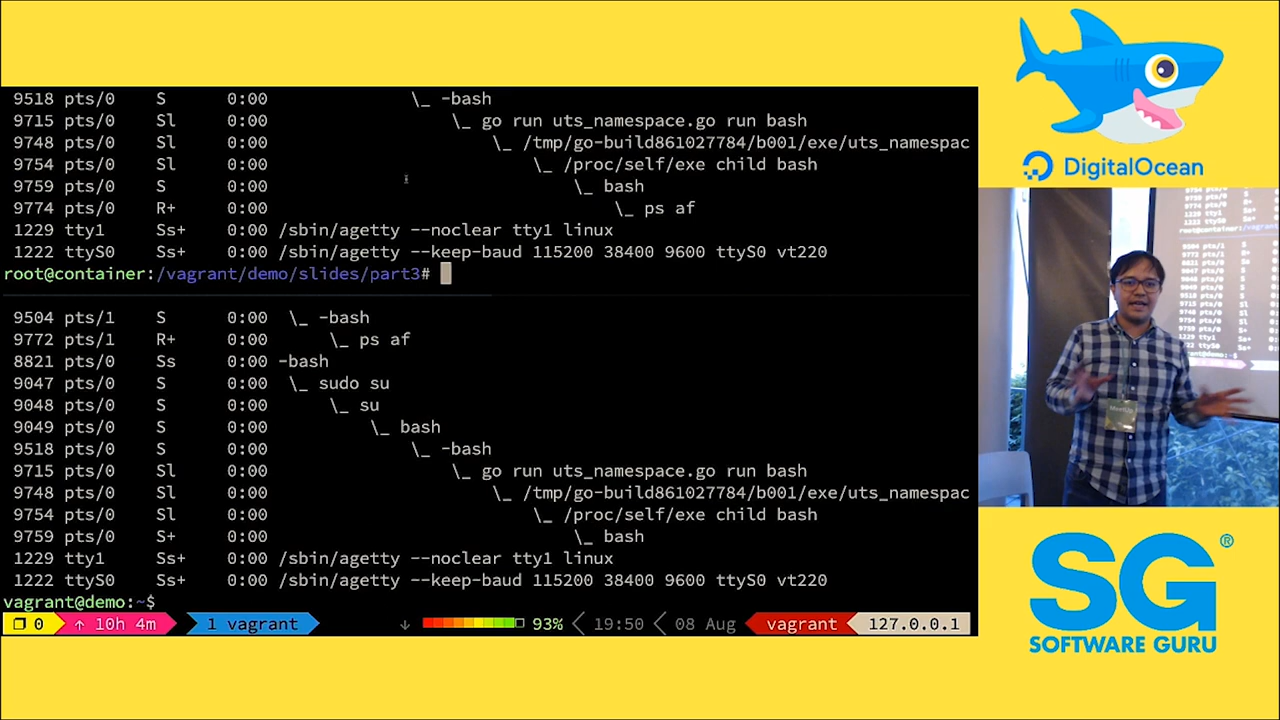 9518 pts/0 S 0:00 \_ -bash
9715 pts/0 Sl 0:00 \_ go run uts_namespace.go run bash
9748 pts/0 Sl 0:00 \_ /tmp/go-build861027784/b001/exe/uts_namespac
9754 pts/0 Sl 0:00 \_ /proc/self/exe child bash
9759 pts/0 S 0:00 \_ bash
9774 pts/0 R+ 0:00 \_ ps af
1229 tty1 Ss+ 0:00 /sbin/agetty --noclear tty1 linux
1222 ttyS0 Ss+ 0:00 /sbin/agetty --keep-baud 115200 38400 9600 ttyS0 vt220
root@container:/vagrant/demo/slides/part3#
9504 pts/1 S 0:00 \_ -bash
9772 pts/1 R+ 0:00 \_ ps af
8821 pts/0 Ss 0:00 -bash
9047 pts/0 S 0:00 \_ sudo su
9048 pts/0 S 0:00 \_ su
9049 pts/0 S 0:00 \_ bash
9518 pts/0 S 0:00 \_ -bash
9715 pts/0 Sl 0:00 \_ go run uts_namespace.go run bash
9748 pts/0 Sl 0:00 \_ /tmp/go-build861027784/b001/exe/uts_namespac
9754 pts/0 Sl 0:00 \_ /proc/self/exe child bash
9759 pts/0 S+ 0:00 \_ bash
1229 tty1 Ss+ 0:00 /sbin/agetty --noclear tty1 linux
1222 ttyS0 Ss+ 0:00 /sbin/agetty --keep-baud 115200 38400 9600 ttyS0 vt220
vagrant@demo:~$
0 ↑ 10h 4m 1 vagrant ↓ 93% 19:50 08 Aug vagrant 127.0.0.1
DigitalOcean
MeetUp
SG®
SOFTWARE GURU